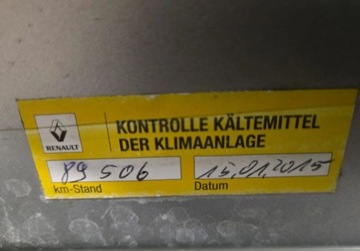 KONTROLLE KÄLTEMITTEL
DER KLIMAANLAGE
RENAULT
89 506 15.01.2015
km-Stand Datum